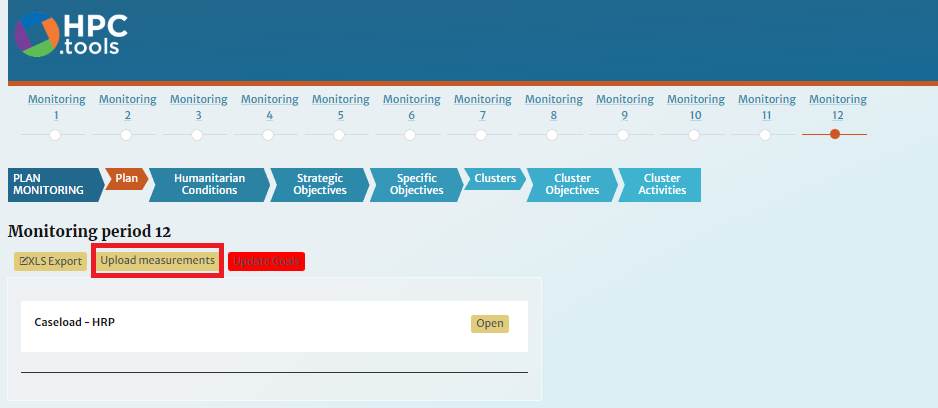 HPC
.tools
Monitoring Monitoring Monitoring Monitoring Monitoring Monitoring Monitoring Monitoring Monitoring Monitoring Monitoring Monitoring
1 2 3 4 5 6 7 8 9 10 11 12
PLAN MONITORING
Plan
Humanitarian Conditions
Strategic Objectives
Specific Objectives
Clusters
Cluster Objectives
Cluster Activities
Monitoring period 12
XLS Export Upload measurements Update Goals
Caseload - HRP Open